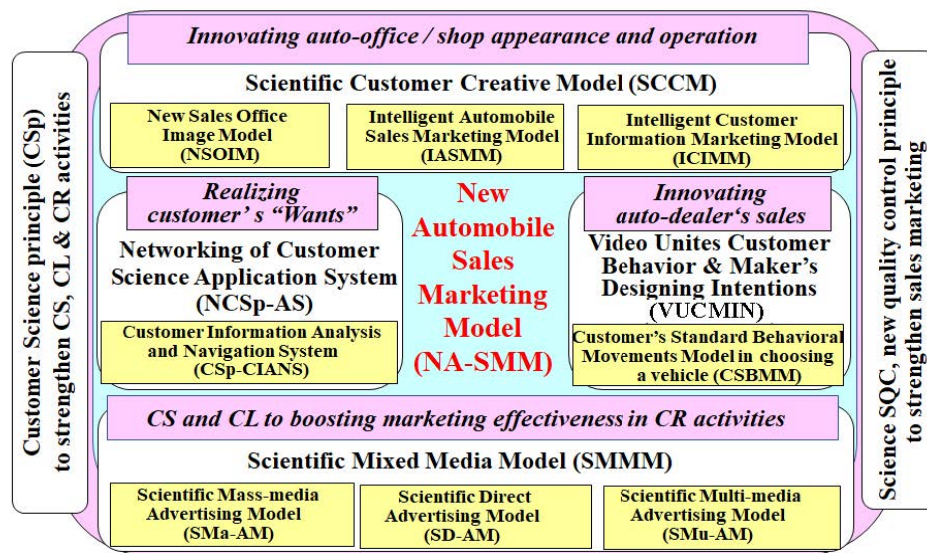 Innovating auto-office / shop appearance and operation
Scientific Customer Creative Model (SCCM)
New Sales Office
Image Model
(NSOIM)
Intelligent Automobile
Sales Marketing Model
(IASMM)
Intelligent Customer
Information Marketing Model
(ICIMM)
Customer Science principle (CSp)
to strengthen CS, CL & CR activities
Realizing
customer’s “Wants”
Networking of Customer
Science Application System
(NCSp-AS)
Customer Information Analysis
and Navigation System
(CSp-CIANS)
New
Automobile
Sales
Marketing
Model
(NA-SMM)
Innovating
auto-dealer‘s sales
Video Unites Customer
Behavior & Maker’s
Designing Intentions
(VUCMIN)
Customer’s Standard Behavioral
Movements Model in choosing
a vehicle (CSBMM)
Science SQC, new quality control principle
to strengthen sales marketing
CS and CL to boosting marketing effectiveness in CR activities
Scientific Mixed Media Model (SMMM)
Scientific Mass-media
Advertising Model
(SMa-AM)
Scientific Direct
Advertising Model
(SD-AM)
Scientific Multi-media
Advertising Model
(SMu-AM)